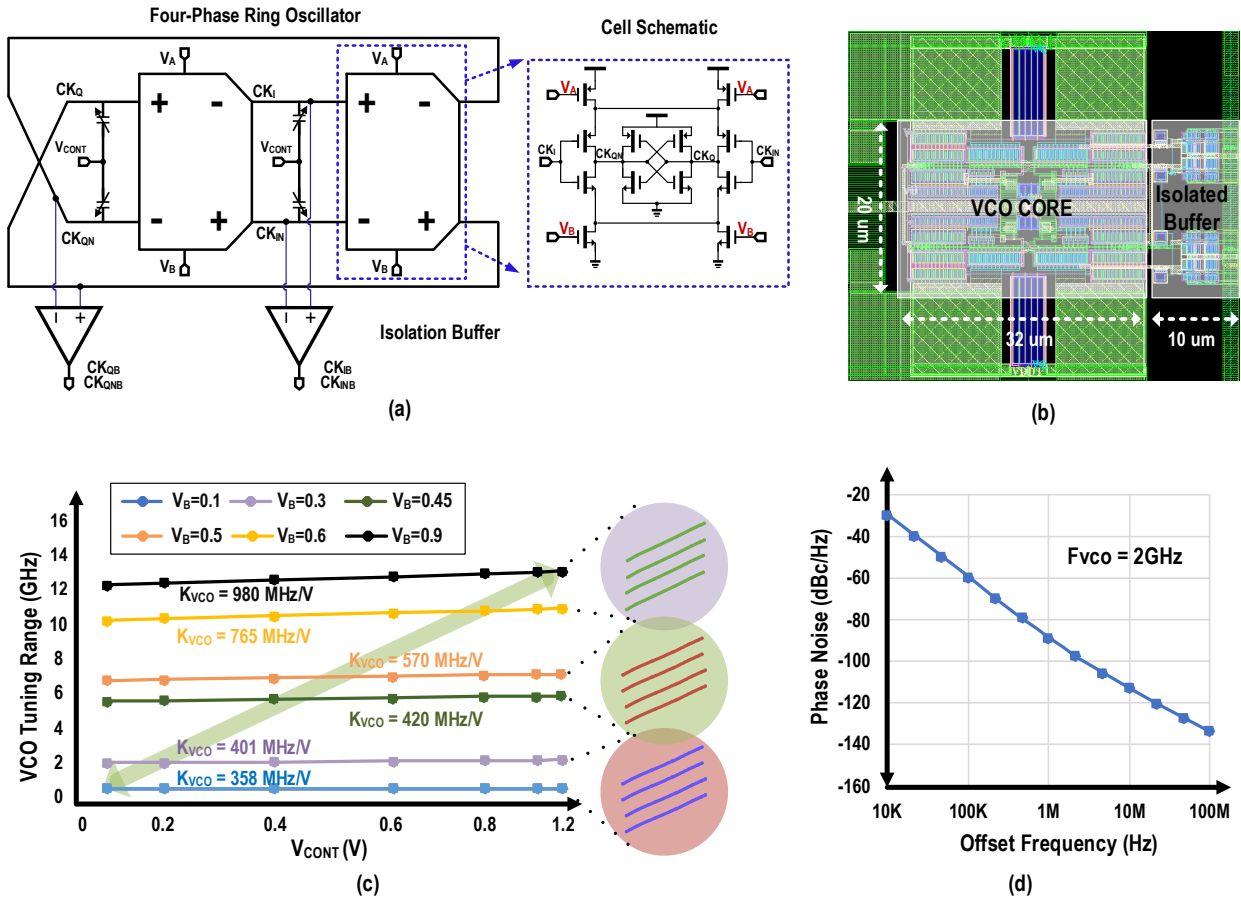 Four-Phase Ring Oscillator
Cell Schematic
VA
VA
CKQ
CKI
VCONT
VCONT
CKQN
CKIN
VB
VB
+ -
- +
+ -
- +
VA
VA
CKI
CKQN
CKQ
CKIN
VB
VB
- +
- +
Isolation Buffer
CKQB
CKQNB
CKIB
CKINB
(a)
VCO CORE
Isolated
Buffer
20 um
32 um
10 um
(b)
VB=0.1
VB=0.3
VB=0.45
VB=0.5
VB=0.6
VB=0.9
VCO Tuning Range (GHz)
16
14
12
10
8
6
4
2
0
KVCO = 980 MHz/V
KVCO = 765 MHz/V
KVCO = 570 MHz/V
KVCO = 420 MHz/V
KVCO = 401 MHz/V
KVCO = 358 MHz/V
0 0.2 0.4 0.6 0.8 1.2
VCONT (V)
(c)
Phase Noise (dBc/Hz)
-20
-40
-60
-80
-100
-120
-140
-160
FVCO = 2GHz
10K 100K 1M 10M 100M
Offset Frequency (Hz)
(d)